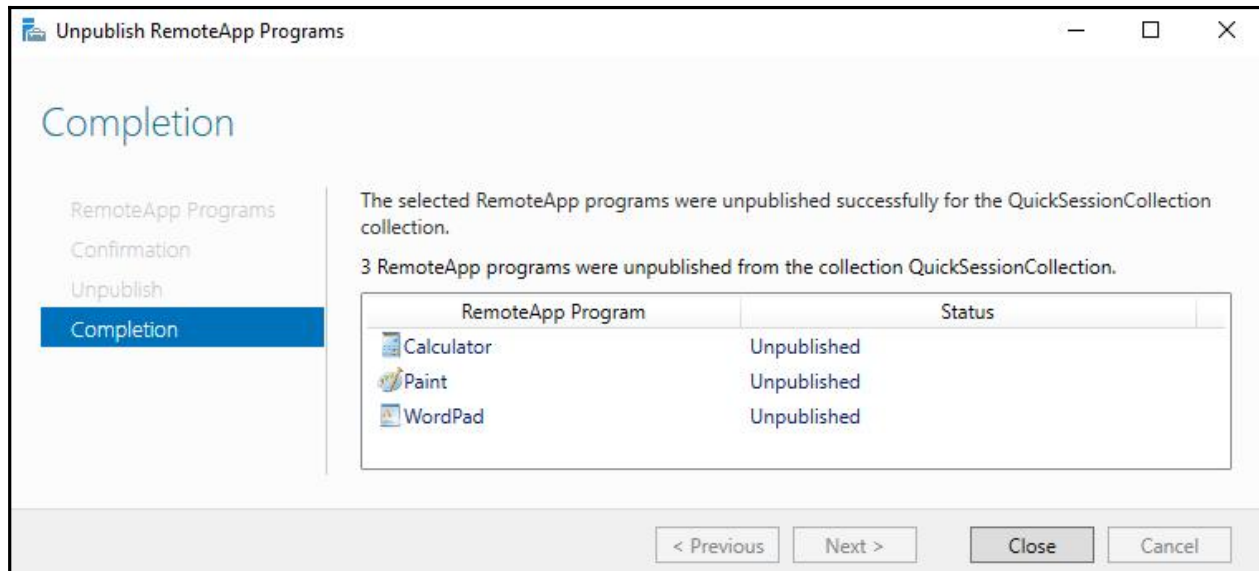 Unpublish RemoteApp Programs
Completion
RemoteApp Programs
Confirmation
Unpublish
Completion
The selected RemoteApp programs were unpublished successfully for the QuickSessionCollection
collection.
3 RemoteApp programs were unpublished from the collection QuickSessionCollection.
RemoteApp Program Status
Calculator Unpublished
Paint Unpublished
WordPad Unpublished
< Previous Next > Close Cancel